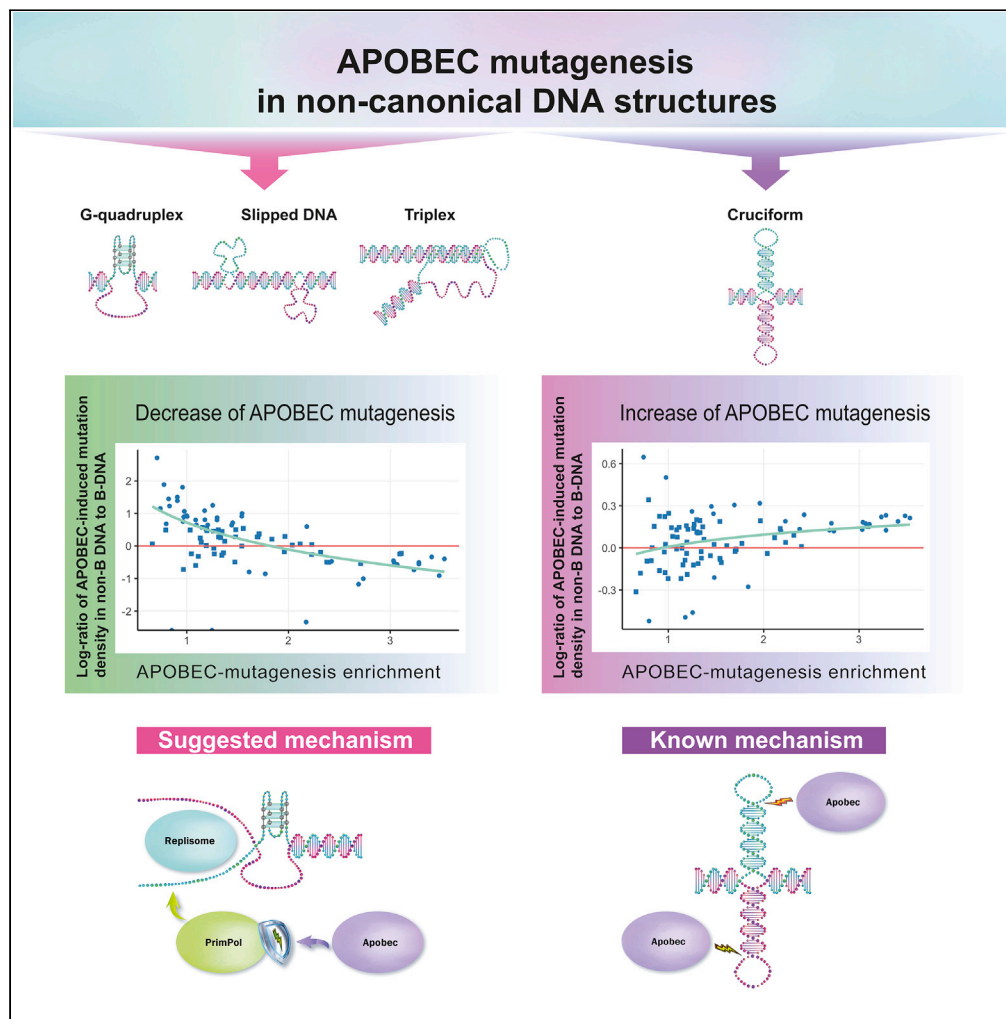 APOBEC mutagenesis
in non-canonical DNA structures
G-quadruplex
Slipped DNA
Triplex
Cruciform
Decrease of APOBEC mutagenesis
Log-ratio of APOBEC-induced mutation
density in non-B DNA to B-DNA
2
1
0
-1
-2
1
2
3
APOBEC-mutagenesis enrichment
Increase of APOBEC mutagenesis
Log-ratio of APOBEC-induced mutation
density in non-B DNA to B-DNA
0.6
0.3
0.0
-0.3
1
2
3
APOBEC-mutagenesis enrichment
Suggested mechanism
Replisome
PrimPol
Apobec
Known mechanism
Apobec
Apobec